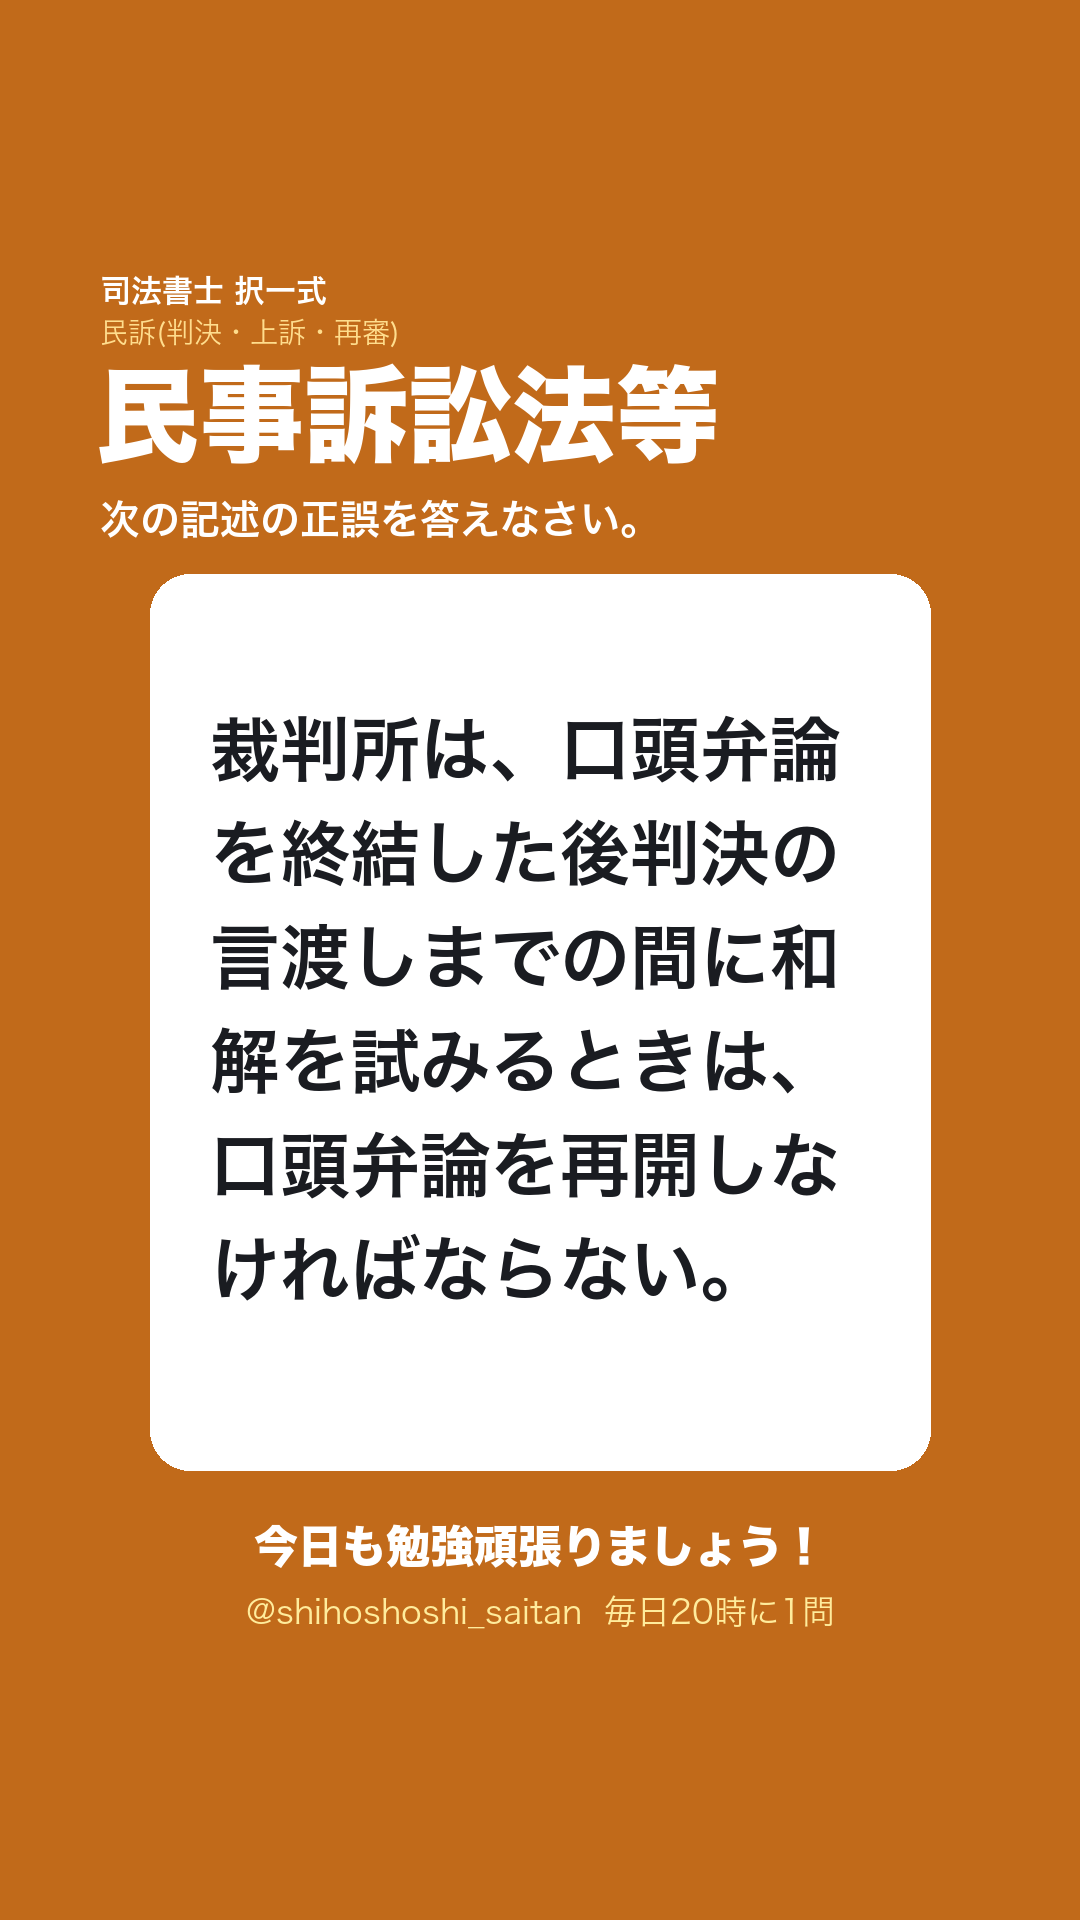 司法書士 択一式
民訴(判決・上訴・再審)
民事訴訟法等
次の記述の正誤を答えなさい。
裁判所は、口頭弁論
を終結した後判決の
言渡しまでの間に和
解を試みるときは、
口頭弁論を再開しな
ければならない。
今日も勉強頑張りましょう！
@shihoshoshi_saitan 毎日20時に1問